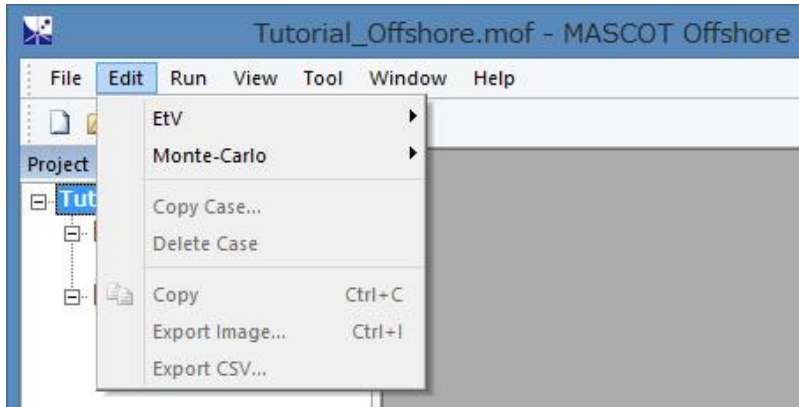 Tutorial_Offshore.mof - MASCOT Offshore
File Edit Run View Tool Window Help
EtV
Monte-Carlo
Project
Tut
Copy Case...
Delete Case
Copy Ctrl+C
Export Image... Ctrl+I
Export CSV...